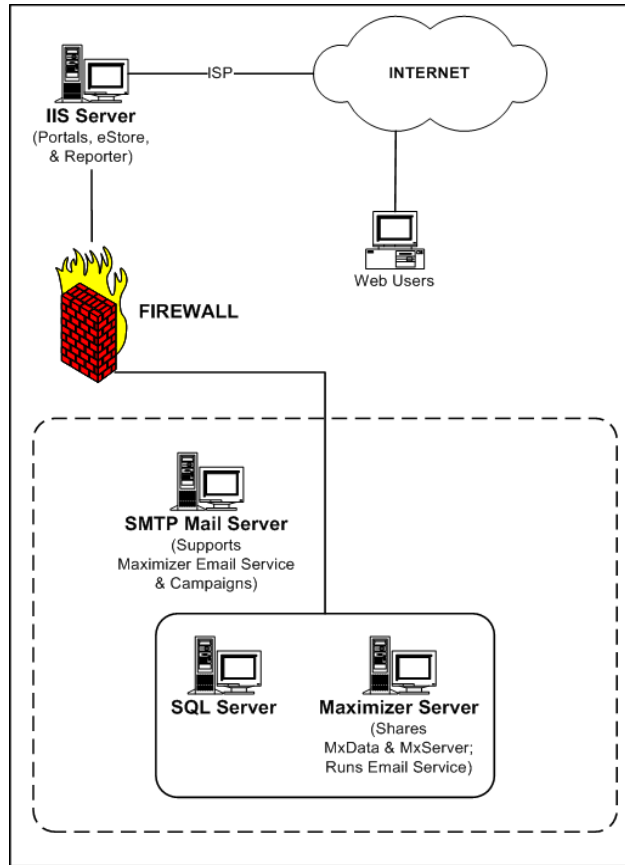 ISP
INTERNET
IIS Server
(Portals, eStore,
& Reporter)
Web Users
FIREWALL
SMTP Mail Server
(Supports
Maximizer Email Service
& Campaigns)
SQL Server
Maximizer Server
(Shares
MxData & MxServer;
Runs Email Service)